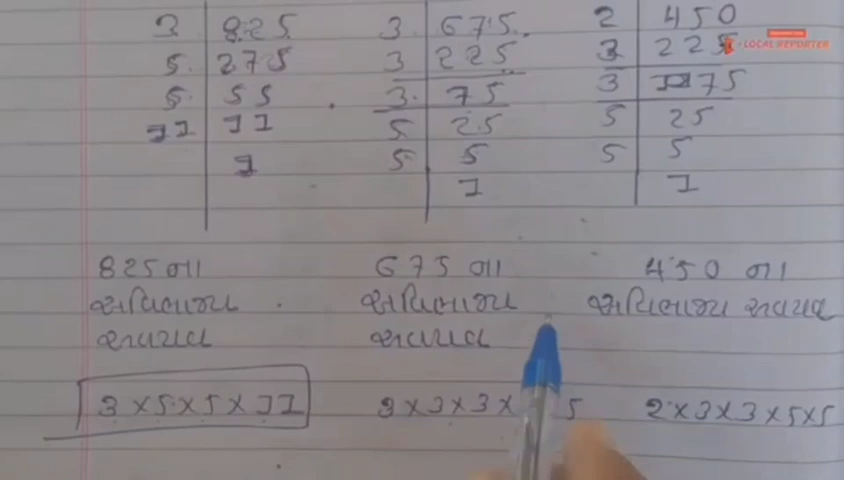 3 | 825
5 | 275
5 | 55
11 | 11
1
3 | 675
3 | 225
3 | 75
5 | 25
5 | 5
1
2 | 450
3 | 225
3 | 75
5 | 25
5 | 5
1
LOCAL REPORTER
825 ના
અવિભાજ્ય
અવયવ
3 × 5 × 5 × 11
675 ના
અવિભાજ્ય
અવયવ
3 × 3 × 3 × 5
450 ના
અવિભાજ્ય અવયવ
2 × 3 × 3 × 5 × 5